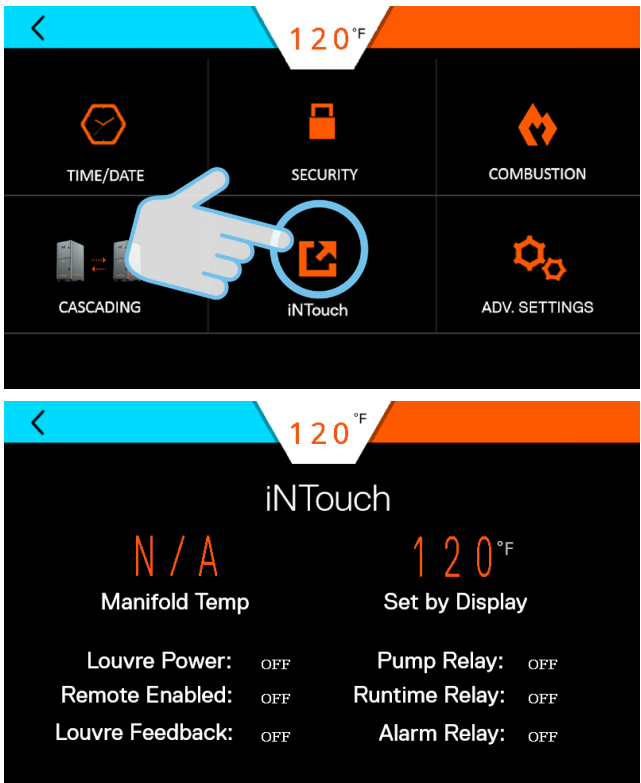 120°F
TIME/DATE
SECURITY
COMBUSTION
CASCADING
iNTouch
ADV. SETTINGS
120°F
iNTouch
N/A
120°F
Manifold Temp
Set by Display
Louvre Power: OFF
Pump Relay: OFF
Remote Enabled: OFF
Runtime Relay: OFF
Louvre Feedback: OFF
Alarm Relay: OFF